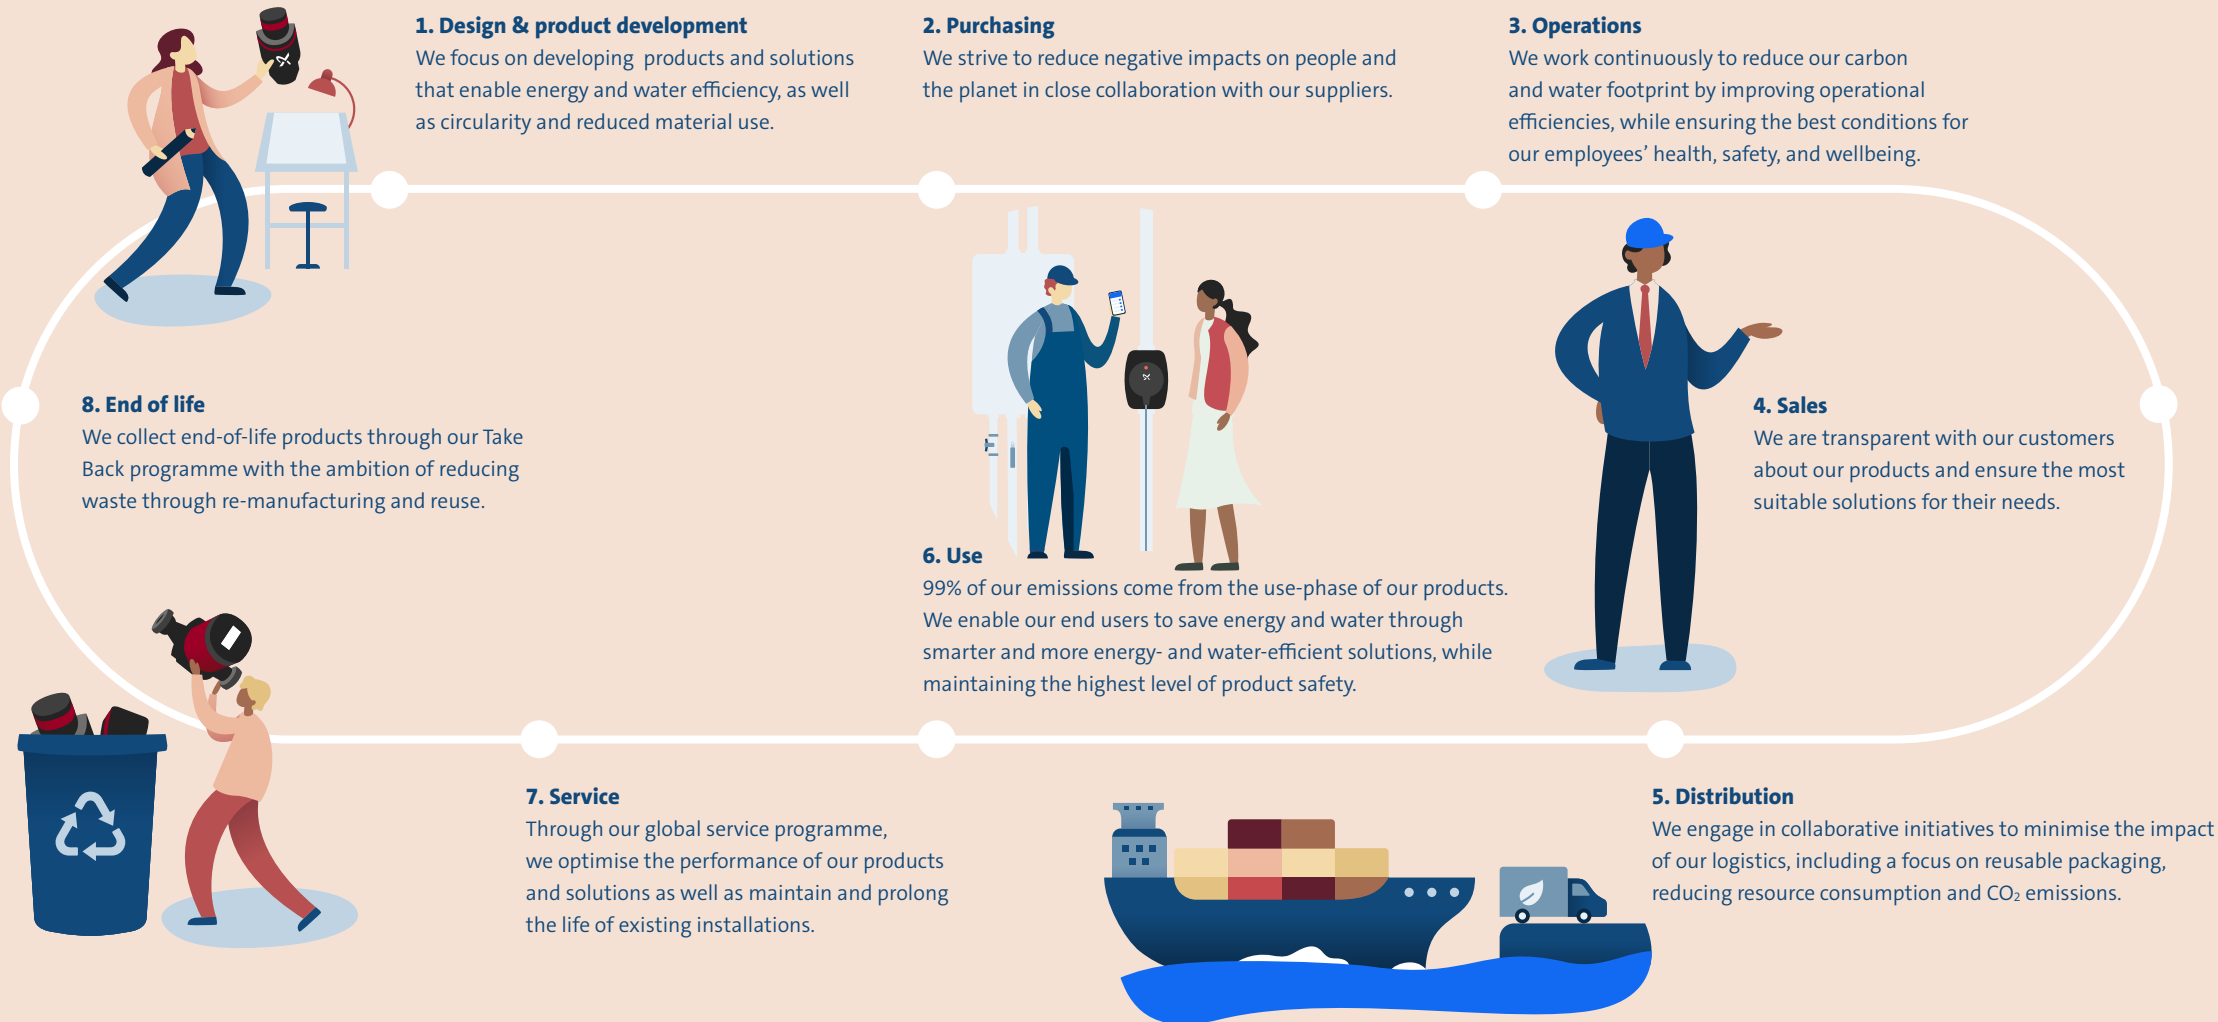 1. Design & product development
We focus on developing products and solutions
that enable energy and water efficiency, as well
as circularity and reduced material use.
2. Purchasing
We strive to reduce negative impacts on people and
the planet in close collaboration with our suppliers.
3. Operations
We work continuously to reduce our carbon
and water footprint by improving operational
efficiencies, while ensuring the best conditions for
our employees’ health, safety, and wellbeing.
4. Sales
We are transparent with our customers
about our products and ensure the most
suitable solutions for their needs.
5. Distribution
We engage in collaborative initiatives to minimise the impact
of our logistics, including a focus on reusable packaging,
reducing resource consumption and CO₂ emissions.
6. Use
99% of our emissions come from the use-phase of our products.
We enable our end users to save energy and water through
smarter and more energy- and water-efficient solutions, while
maintaining the highest level of product safety.
7. Service
Through our global service programme,
we optimise the performance of our products
and solutions as well as maintain and prolong
the life of existing installations.
8. End of life
We collect end-of-life products through our Take
Back programme with the ambition of reducing
waste through re-manufacturing and reuse.